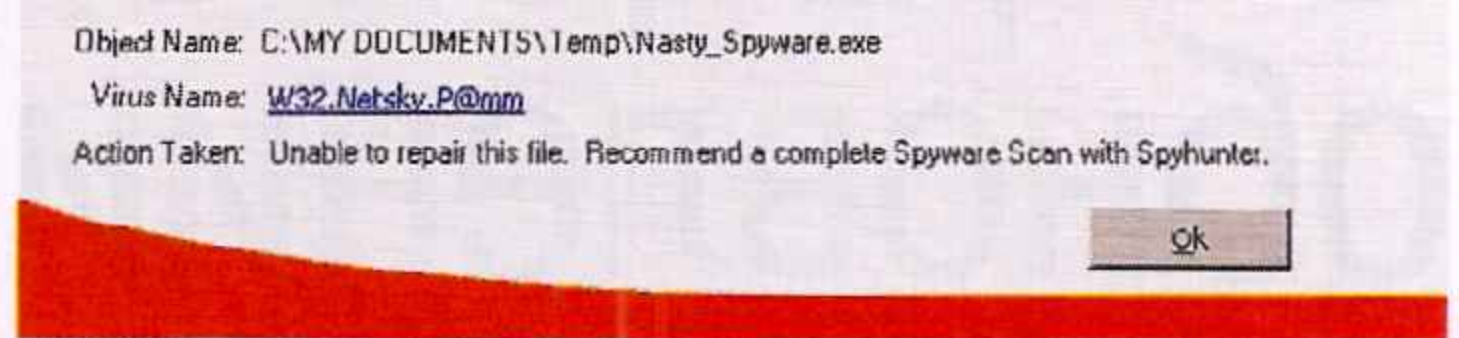 Object Name: C:\MY DOCUMENTS\Temp\Nasty_Spyware.exe
Virus Name: W32.Netsky.P@mm
Action Taken: Unable to repair this file. Recommend a complete Spyware Scan with Spyhunter.
Ok